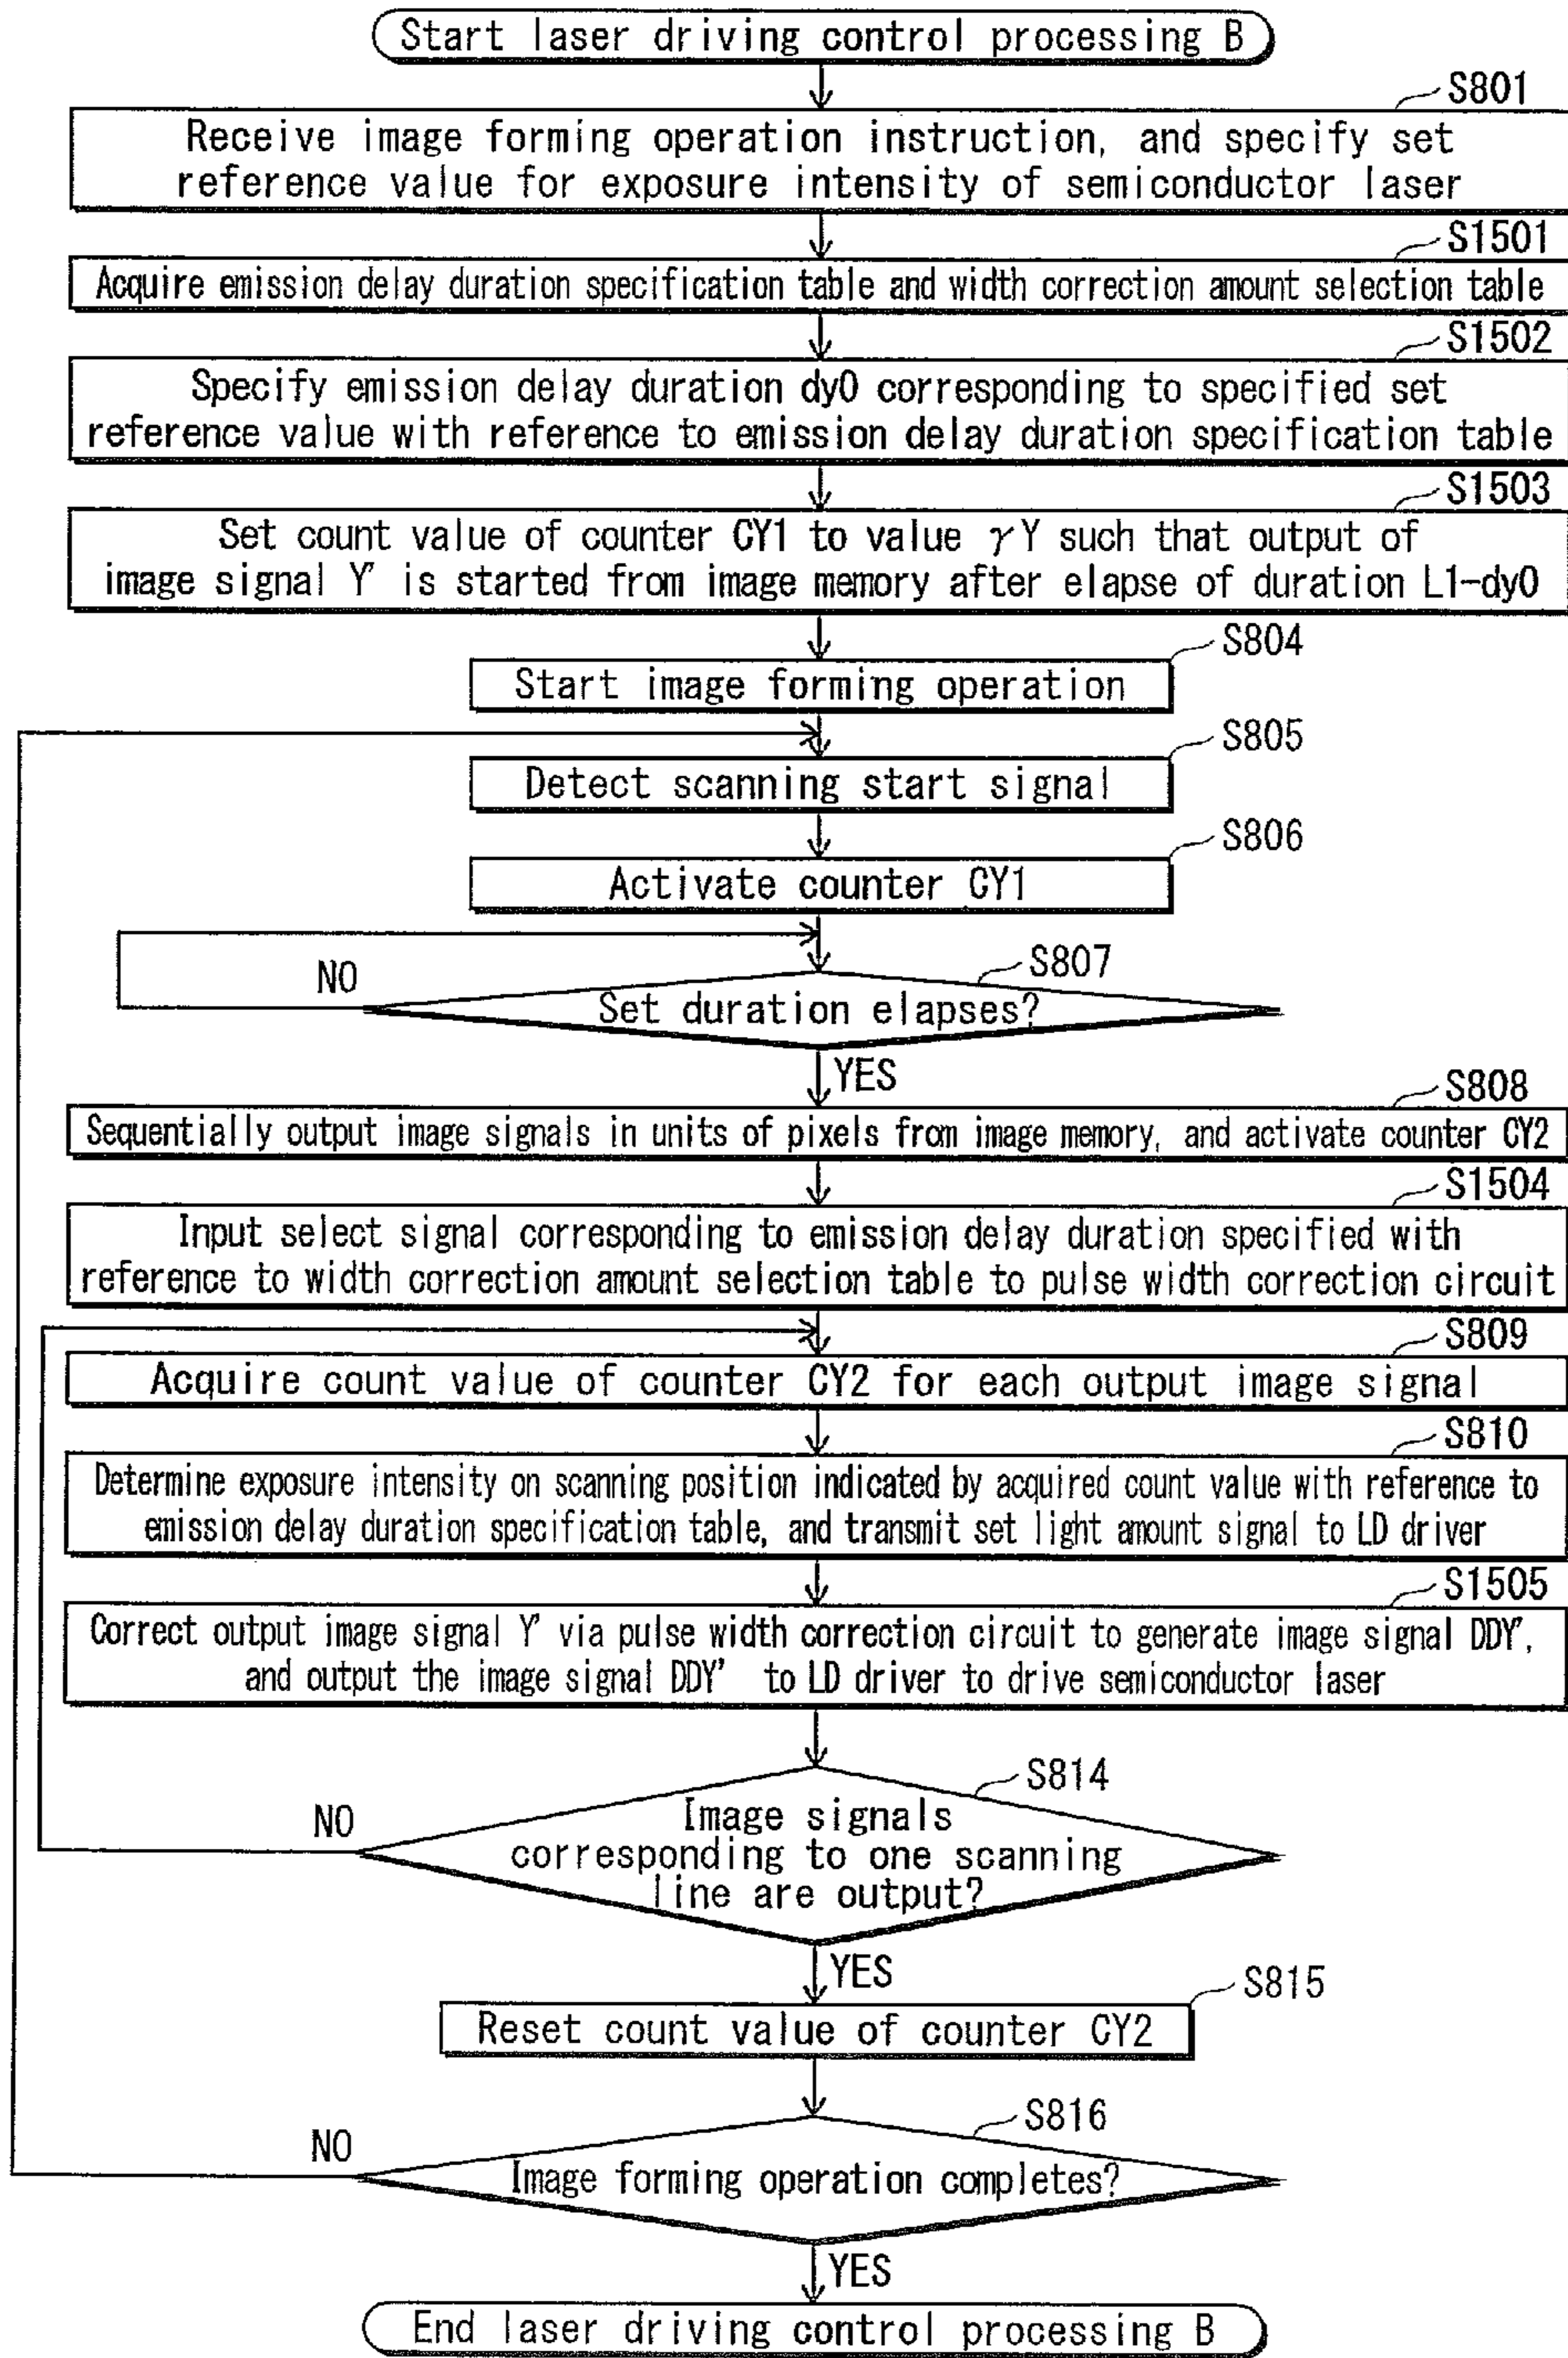 Start laser driving control processing B
S801
Receive image forming operation instruction, and specify set
reference value for exposure intensity of semiconductor laser
S1501
Acquire emission delay duration specification table and width correction amount selection table
S1502
Specify emission delay duration dy0 corresponding to specified set
reference value with reference to emission delay duration specification table
S1503
Set count value of counter CY1 to value γY such that output of
image signal Y' is started from image memory after elapse of duration L1-dy0
S804
Start image forming operation
S805
Detect scanning start signal
S806
Activate counter CY1
S807
NO
Set duration elapses?
YES
S808
Sequentially output image signals in units of pixels from image memory, and activate counter CY2
S1504
Input select signal corresponding to emission delay duration specified with
reference to width correction amount selection table to pulse width correction circuit
S809
Acquire count value of counter CY2 for each output image signal
S810
Determine exposure intensity on scanning position indicated by acquired count value with reference to
emission delay duration specification table, and transmit set light amount signal to LD driver
S1505
Correct output image signal Y' via pulse width correction circuit to generate image signal DDY',
and output the image signal DDY' to LD driver to drive semiconductor laser
S814
NO
Image signals
corresponding to one scanning
line are output?
YES
S815
Reset count value of counter CY2
S816
NO
Image forming operation completes?
YES
End laser driving control processing B